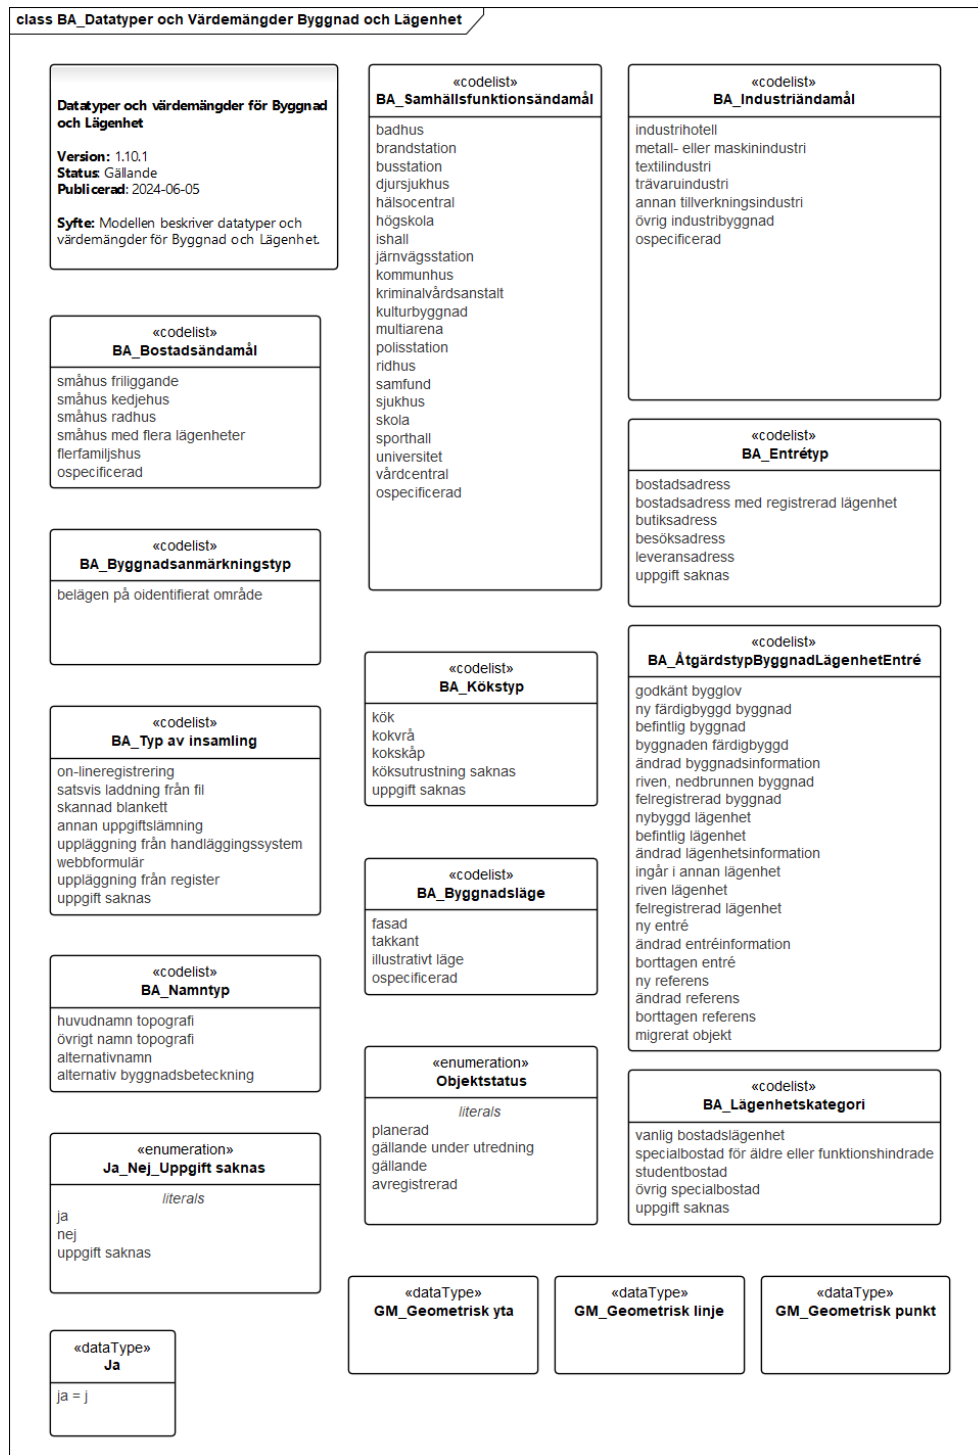 class BA_Datatyper och Värdemängder Byggnad och Lägenhet
Datatyper och värdemängder för Byggnad
och Lägenhet
Version: 1.10.1
Status: Gällande
Publicerad: 2024-06-05
Syfte: Modellen beskriver datatyper och
värdemängder för Byggnad och Lägenhet.
«codelist»
BA_Bostadsändamål
småhus friliggande
småhus kedjehus
småhus radhus
småhus med flera lägenheter
flerfamiljshus
ospecificerad
«codelist»
BA_Byggnadsanmärkningstyp
belägen på oidentifierat område
«codelist»
BA_Typ av insamling
on-lineregistrering
satsvis laddning från fil
skannad blankett
annan uppgiftslämning
uppläggning från handläggingssystem
webbformulär
uppläggning från register
uppgift saknas
«codelist»
BA_Namntyp
huvudnamn topografi
övrigt namn topografi
alternativnamn
alternativ byggnadsbeteckning
«enumeration»
Ja_Nej_Uppgift saknas
literals
ja
nej
uppgift saknas
«dataType»
Ja
ja = j
«codelist»
BA_Samhällsfunktionsändamål
badhus
brandstation
busstation
djursjukhus
hälsocentral
högskola
ishall
järnvägsstation
kommunhus
kriminalvårdsanstalt
kulturbyggnad
multiarena
polisstation
ridhus
samfund
sjukhus
skola
sporthall
universitet
vårdcentral
ospecificerad
«codelist»
BA_Kökstyp
kök
kokvrå
kokskåp
köksutrustning saknas
uppgift saknas
«codelist»
BA_Byggnadsläge
fasad
takkant
illustrativt läge
ospecificerad
«enumeration»
Objektstatus
literals
planerad
gällande under utredning
gällande
avregistrerad
«codelist»
BA_Industriändamål
industrihotell
metall- eller maskinindustri
textilindustri
trävaruindustri
annan tillverkningsindustri
övrig industribyggnad
ospecificerad
«codelist»
BA_Entrétyp
bostadsadress
bostadsadress med registrerad lägenhet
butiksadress
besöksadress
leveransadress
uppgift saknas
«codelist»
BA_ÅtgärdstypByggnadLägenhetEntré
godkänt bygglov
ny färdigbyggd byggnad
befintlig byggnad
byggnaden färdigbyggd
ändrad byggnadsinformation
riven, nedbrunnen byggnad
felregistrerad byggnad
nybyggd lägenhet
befintlig lägenhet
ändrad lägenhetsinformation
ingår i annan lägenhet
riven lägenhet
felregistrerad lägenhet
ny entré
ändrad entréinformation
borttagen entré
ny referens
ändrad referens
borttagen referens
migrerat objekt
«codelist»
BA_Lägenhetskategori
vanlig bostadslägenhet
specialbostad för äldre eller funktionshindrade
studentbostad
övrig specialbostad
uppgift saknas
«dataType»
GM_Geometrisk yta
«dataType»
GM_Geometrisk linje
«dataType»
GM_Geometrisk punkt